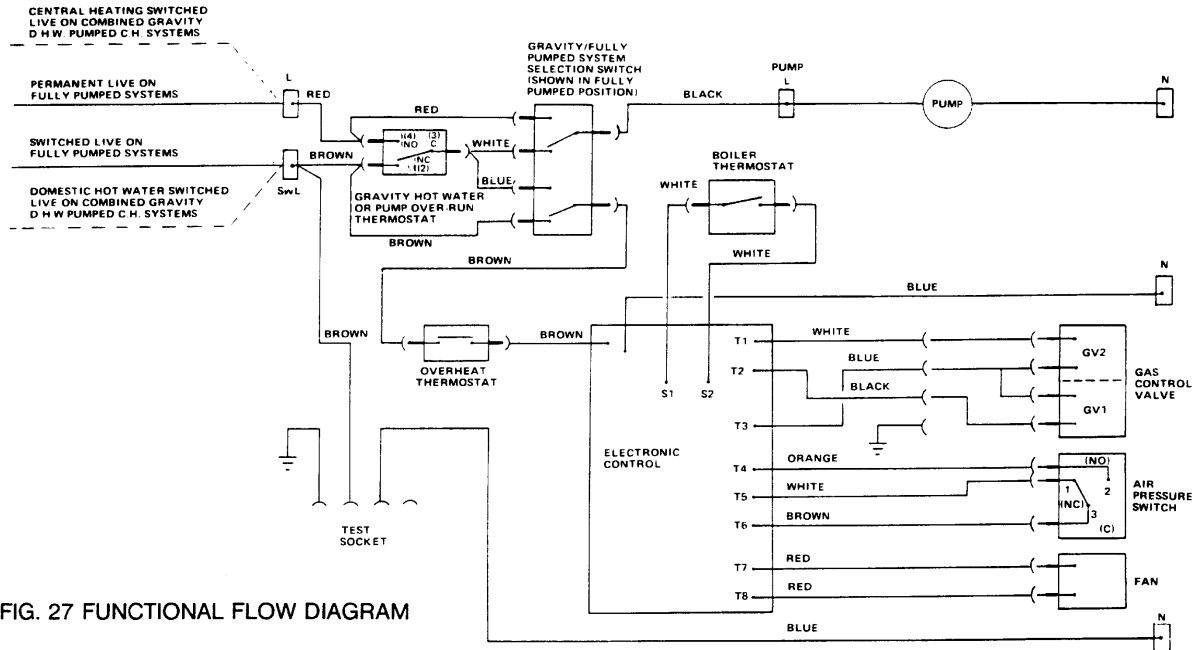 CENTRAL HEATING SWITCHED
LIVE ON COMBINED GRAVITY
D H W. PUMPED C.H. SYSTEMS
PERMANENT LIVE ON
FULLY PUMPED SYSTEMS
L
RED
SWITCHED LIVE ON
FULLY PUMPED SYSTEMS
BROWN
SwL
DOMESTIC HOT WATER SWITCHED
LIVE ON COMBINED GRAVITY
D H W PUMPED C.H. SYSTEMS
RED
1(4) (3)
NO C
NC
(2)
WHITE
BLUE
GRAVITY HOT WATER
OR PUMP OVER-RUN
THERMOSTAT
BROWN
GRAVITY/FULLY
PUMPED SYSTEM
SELECTION SWITCH
(SHOWN IN FULLY
PUMPED POSITION)
BLACK
PUMP
L
PUMP
N
BOILER
THERMOSTAT
WHITE
WHITE
BROWN
BLUE
N
BROWN
OVERHEAT
THERMOSTAT
BROWN
S1
S2
ELECTRONIC
CONTROL
T1
WHITE
T2
BLUE
BLACK
T3
GV2
GV1
GAS
CONTROL
VALVE
T4
ORANGE
T5
WHITE
T6
BROWN
(NO)
1
2
(NC)
3
(C)
AIR
PRESSURE
SWITCH
T7
RED
T8
RED
FAN
TEST
SOCKET
BLUE
N
FIG. 27 FUNCTIONAL FLOW DIAGRAM